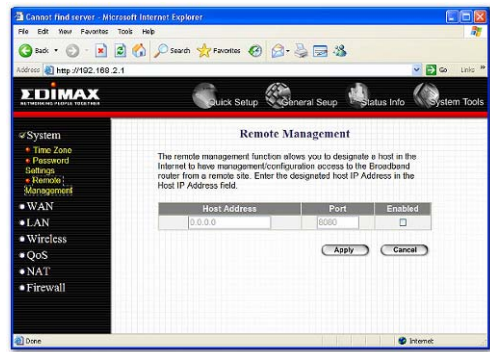 Cannot find server - Microsoft Internet Explorer
File Edit View Favorites Tools Help
Back Search Favorites
Address http://192.168.2.1 Go Links
EDIMAX
NETWORKING PEOPLE TOGETHER
Quick Setup General Seup Status Info System Tools
System
Time Zone
Password
Settings
Remote
Management
WAN
LAN
Wireless
QoS
NAT
Firewall
Remote Management
The remote management function allows you to designate a host in the
Internet to have management/configuration access to the Broadband
router from a remote site. Enter the designated host IP Address in the
Host IP Address field.
Host Address Port Enabled
0.0.0.0 8080
Apply Cancel
Done Internet